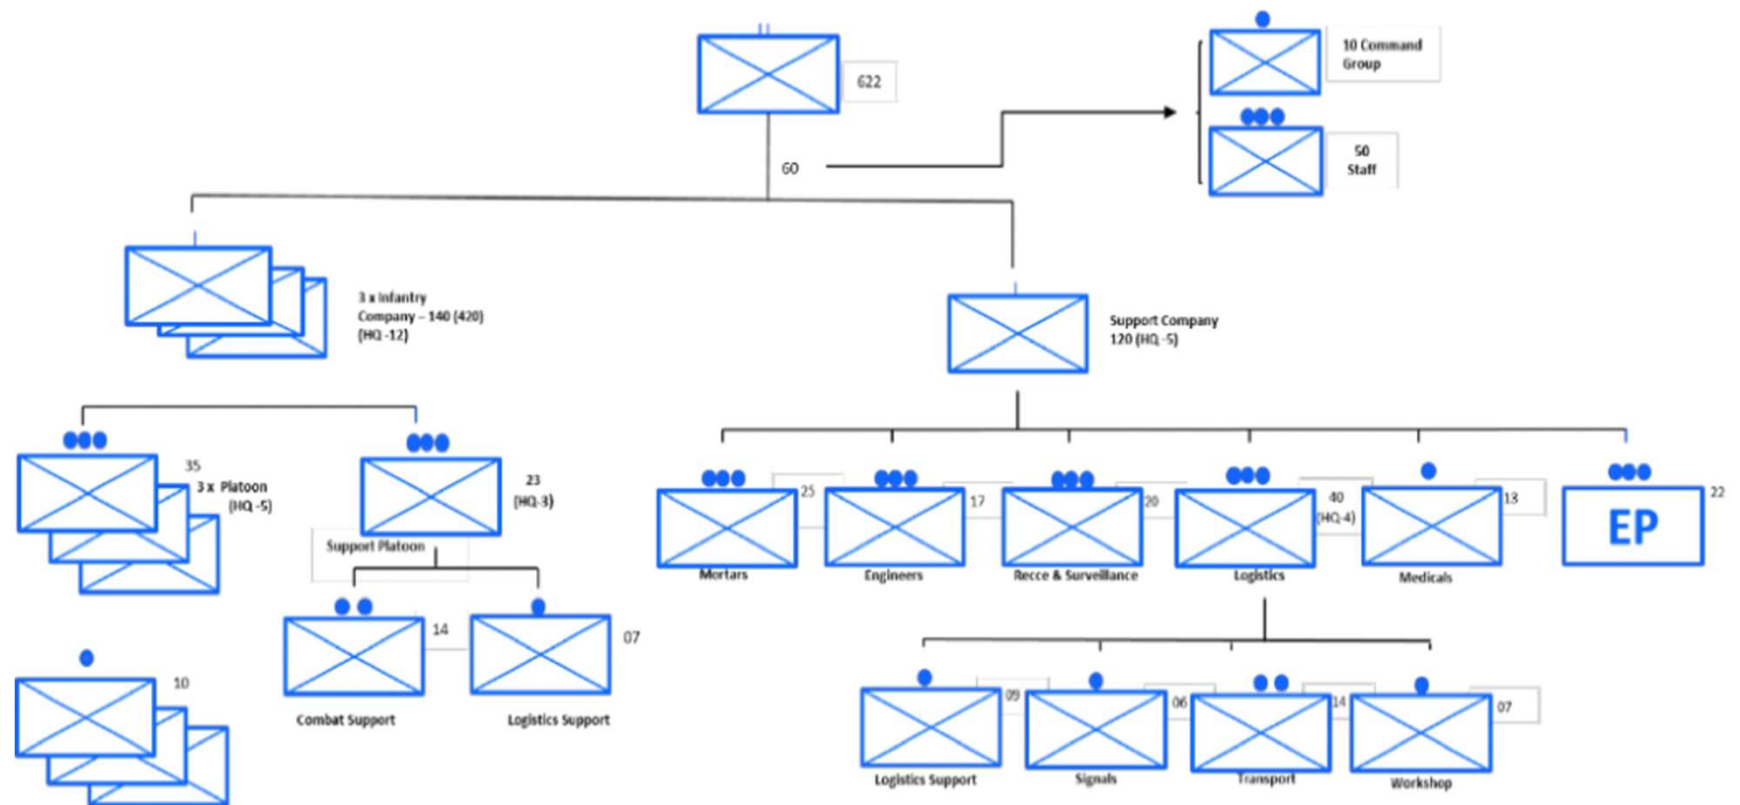 622
10 Command
Group
50
Staff
60
3 x Infantry
Company – 140 (420)
(HQ -12)
Support Company
120 (HQ -5)
35
3 x Platoon
(HQ -5)
23
(HQ-3)
Support Platoon
14
07
Combat Support
Logistics Support
10
25
17
20
40
(HQ-4)
13
22
EP
Mortars
Engineers
Recce & Surveillance
Logistics
Medicals
09
06
14
07
Logistics Support
Signals
Transport
Workshop